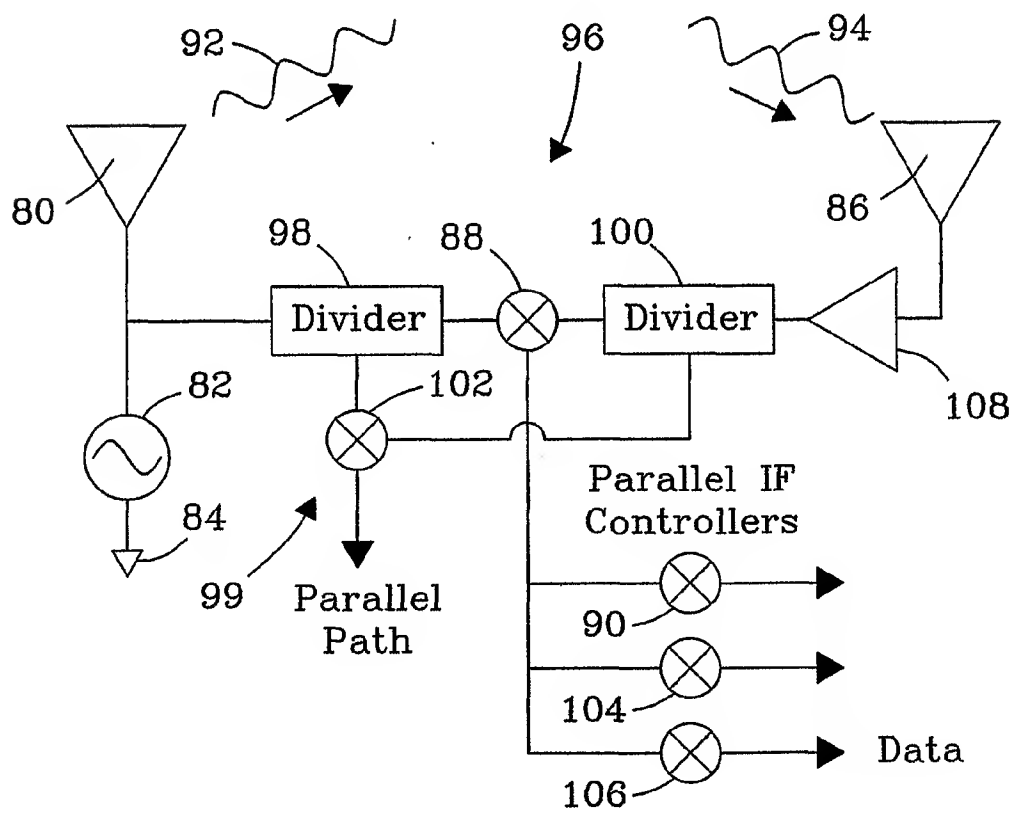 92
94
96
80
86
98
88
100
Divider
Divider
82
102
108
84
Parallel IF
Controllers
99
Parallel
Path
90
104
106
Data